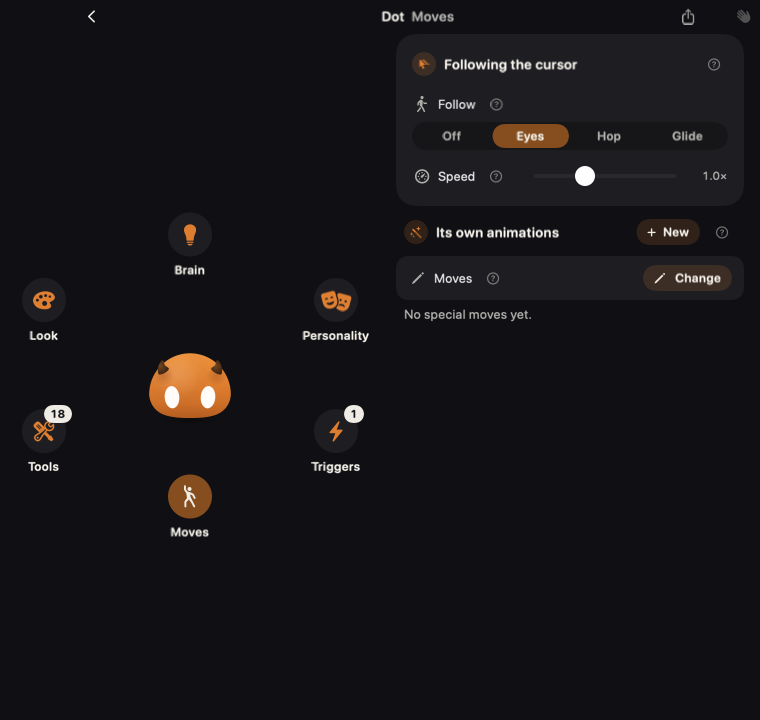 Dot Moves
Following the cursor
Follow
Off Eyes Hop Glide
Speed 1.0×
Its own animations + New
Moves Change
No special moves yet.
Brain
Look
Personality
18
Tools
1
Triggers
Moves